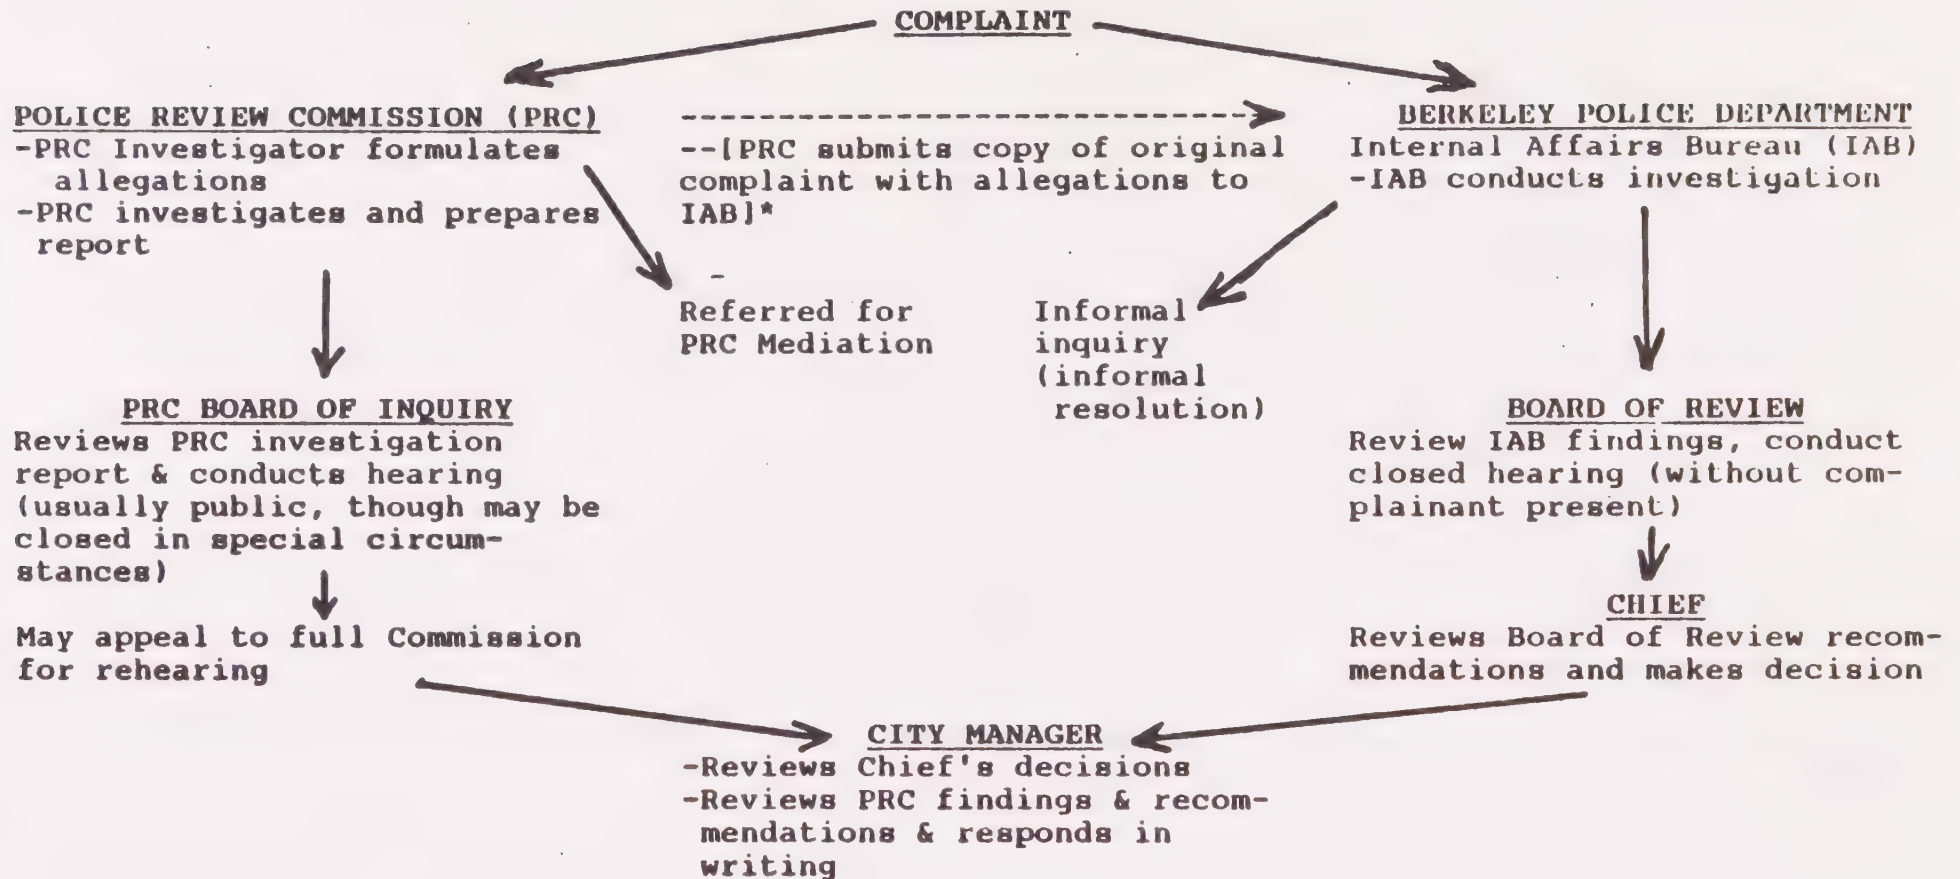 COMPLAINT
POLICE REVIEW COMMISSION (PRC)
-PRC Investigator formulates
allegations
-PRC investigates and prepares
report
--[PRC submits copy of original
complaint with allegations to
IAB]*
BERKELEY POLICE DEPARTMENT
Internal Affairs Bureau (IAB)
-IAB conducts investigation
Referred for
PRC Mediation
Informal
inquiry
(informal
resolution)
PRC BOARD OF INQUIRY
Reviews PRC investigation
report & conducts hearing
(usually public, though may be
closed in special circum-
stances)
May appeal to full Commission
for rehearing
BOARD OF REVIEW
Review IAB findings, conduct
closed hearing (without com-
plainant present)
CHIEF
Reviews Board of Review recom-
mendations and makes decision
CITY MANAGER
-Reviews Chief's decisions
-Reviews PRC findings & recom-
mendations & responds in
writing